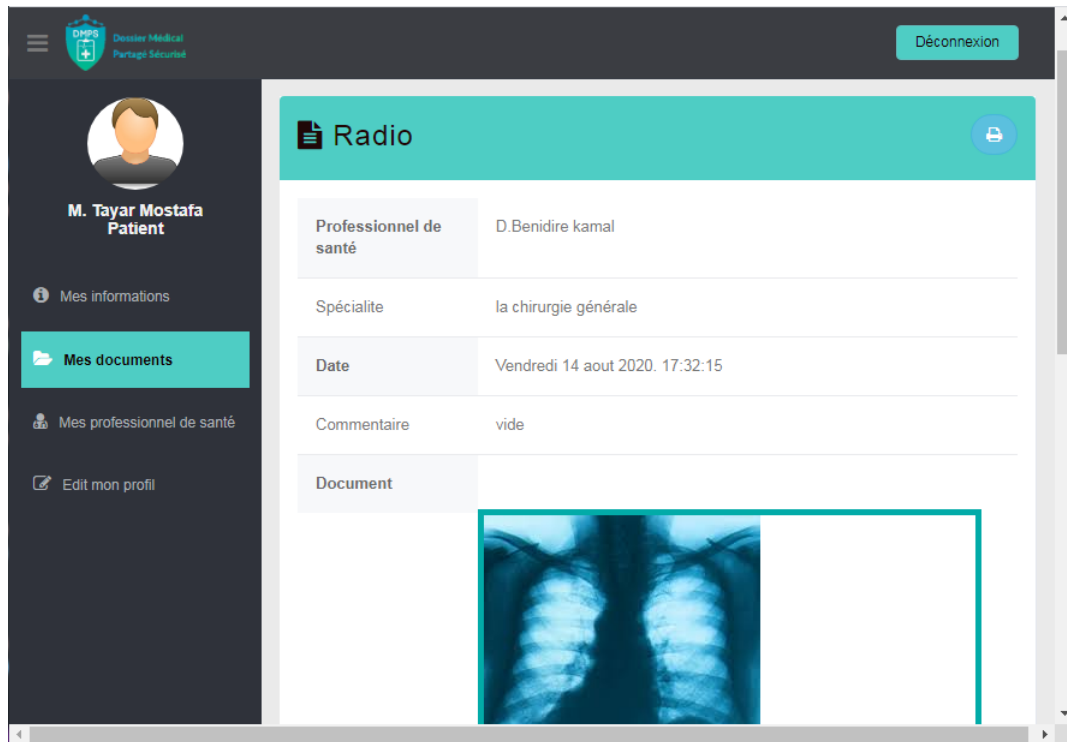 DMPS
Dossier Médical
Partagé Sécurisé
Déconnexion
M. Tayar Mostafa
Patient
Mes informations
Mes documents
Mes professionnel de santé
Edit mon profil
Radio
Professionnel de santé
D.Benidire kamal
Spécialite
la chirurgie générale
Date
Vendredi 14 aout 2020. 17:32:15
Commentaire
vide
Document